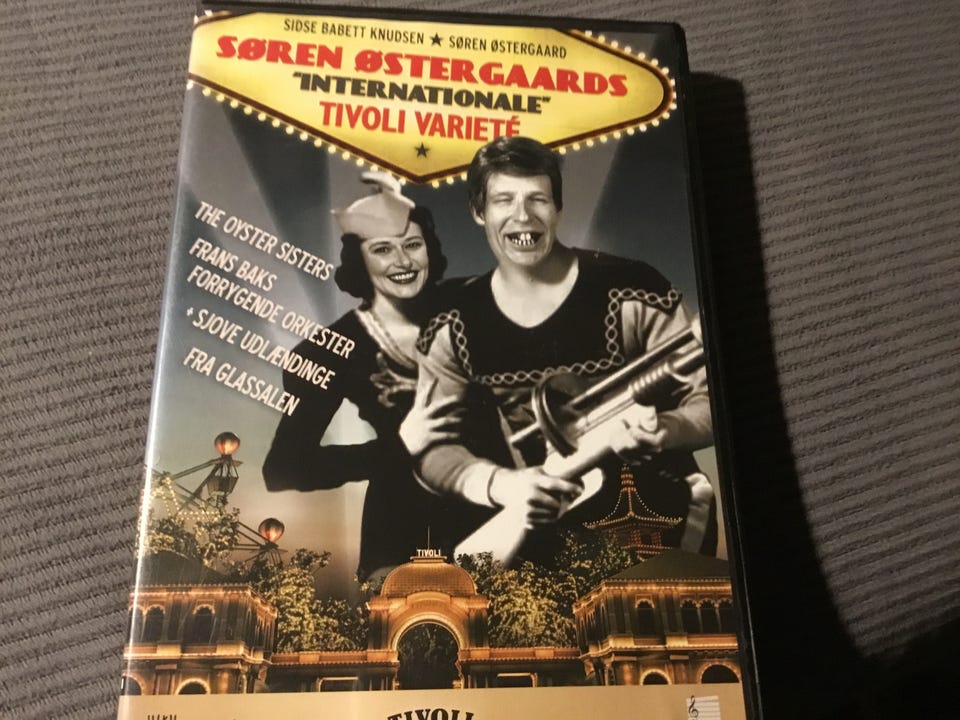 SIDSE BABETT KNUDSEN ★ SØREN ØSTERGAARD
SØREN ØSTERGAARDS
"INTERNATIONALE"
TIVOLI VARIETÉ
THE OYSTER SISTERS
FRANS BAKS
FORRYGENDE ORKESTER
+ SJOVE UDLÆNDINGE
FRA GLASSALEN
TIVOLI
TIVOLI